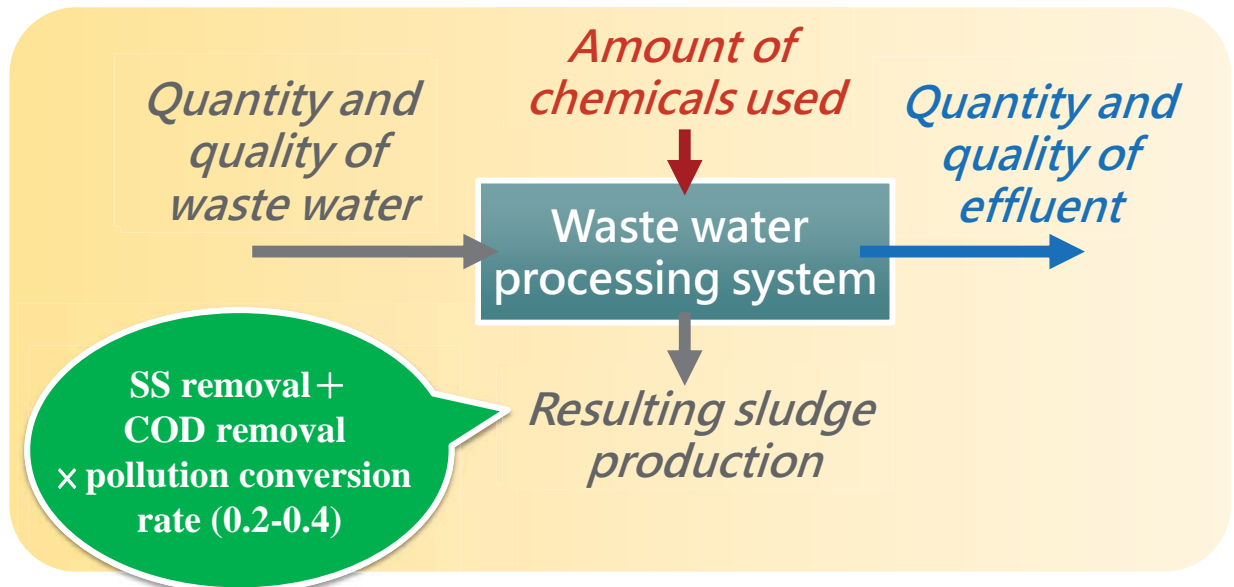 Quantity and
quality of
waste water
Amount of
chemicals used
Quantity and
quality of
effluent
Waste water
processing system
SS removal＋
COD removal
× pollution conversion
rate (0.2-0.4)
Resulting sludge
production